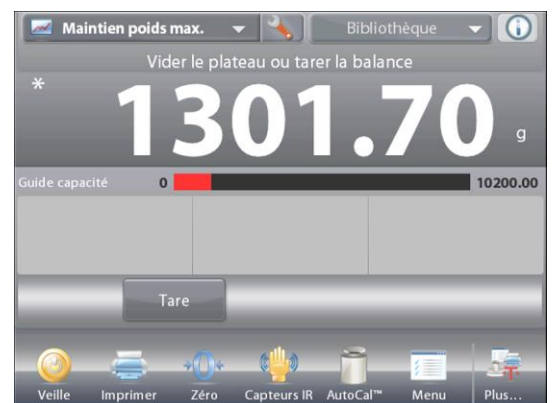 Maintien poids max. Bibliothèque
Vider le plateau ou tarer la balance
* 1301.70 g
Guide capacité 0 10200.00
Tare
Veille Imprimer Zéro Capteurs IR AutoCal™ Menu Plus...